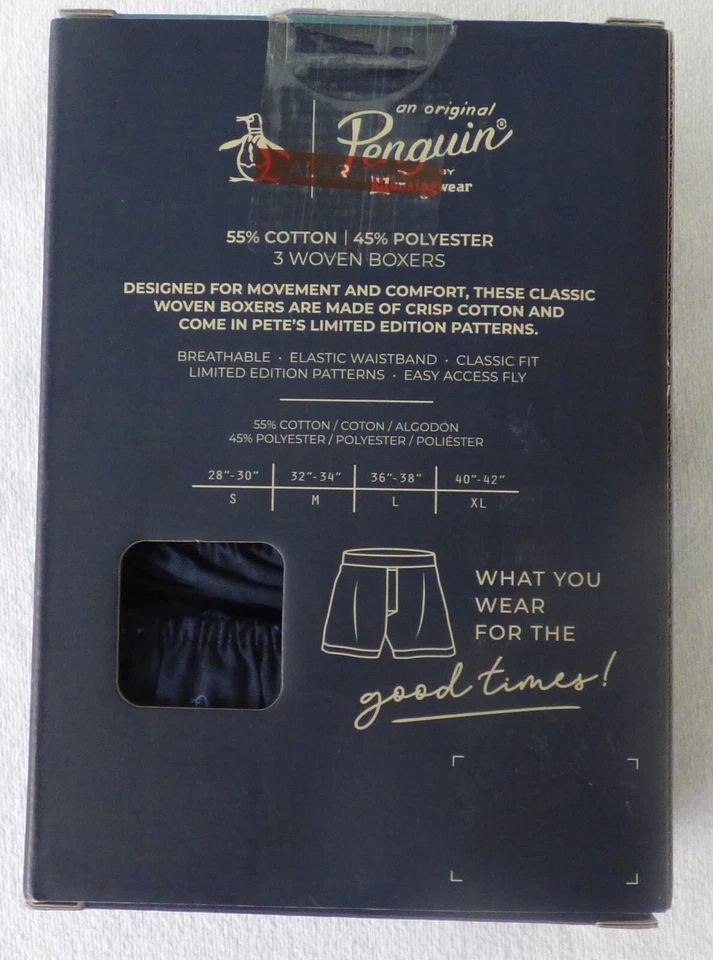 an original
Penguin®
BY
Munsingwear
55% COTTON | 45% POLYESTER
3 WOVEN BOXERS
DESIGNED FOR MOVEMENT AND COMFORT, THESE CLASSIC
WOVEN BOXERS ARE MADE OF CRISP COTTON AND
COME IN PETE'S LIMITED EDITION PATTERNS.
BREATHABLE · ELASTIC WAISTBAND · CLASSIC FIT
LIMITED EDITION PATTERNS · EASY ACCESS FLY
55% COTTON / COTON / ALGODÓN
45% POLYESTER / POLYESTER / POLIÉSTER
28"-30" 32"-34" 36"-38" 40"-42"
S M L XL
WHAT YOU
WEAR
FOR THE
good times!